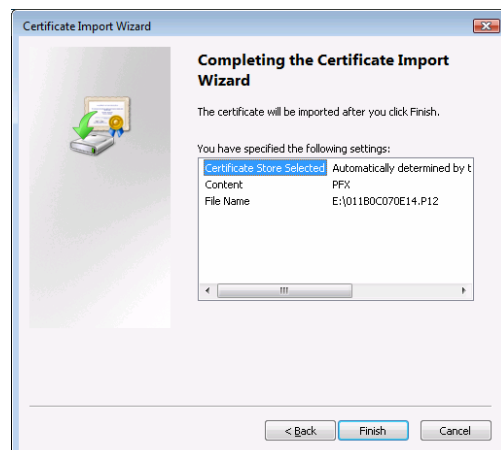 Certificate Import Wizard
Completing the Certificate Import
Wizard
The certificate will be imported after you click Finish.
You have specified the following settings:
Certificate Store Selected Automatically determined by t
Content PFX
File Name E:\011B0C070E14.P12
< Back Finish Cancel